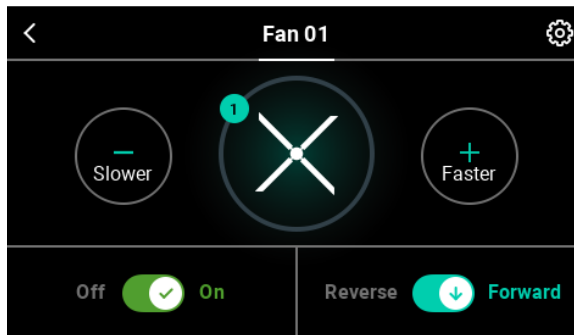 Fan 01
1
Slower
Faster
Off On
Reverse Forward